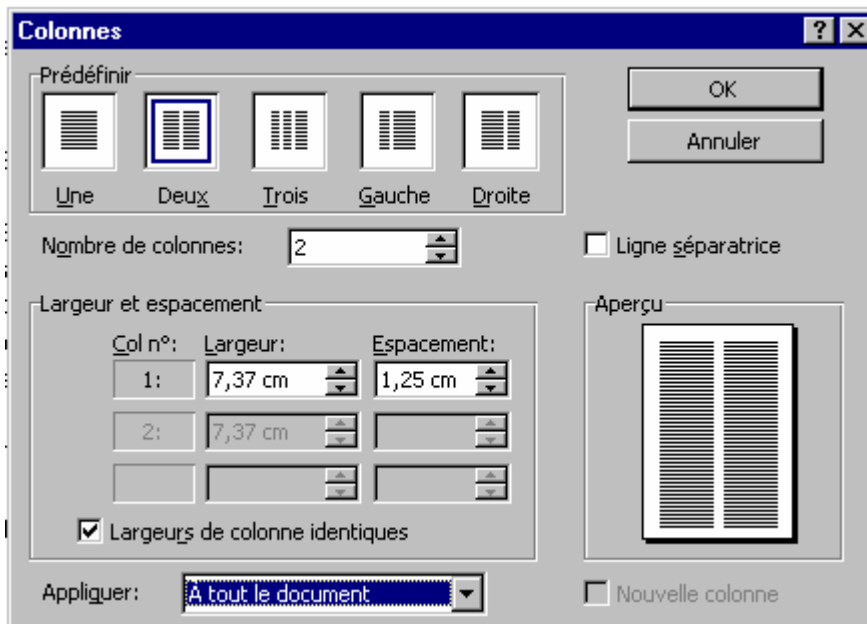 Colonnes
Prédéfinir
Une Deux Trois Gauche Droite
OK
Annuler
Nombre de colonnes: 2
Ligne séparatrice
Largeur et espacement
Col n°: Largeur: Espacement:
1: 7,37 cm 1,25 cm
2: 7,37 cm
Largeurs de colonne identiques
Aperçu
Appliquer: À tout le document
Nouvelle colonne